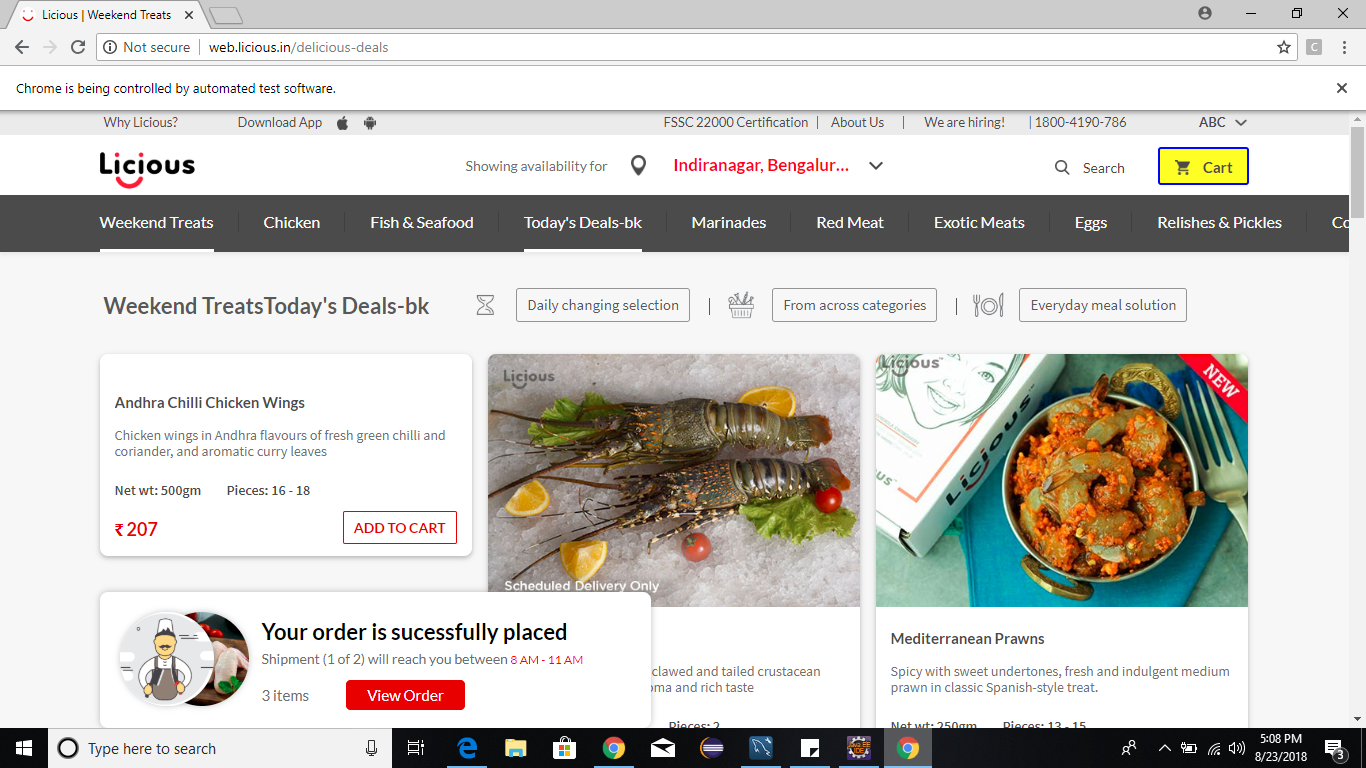 Licious | Weekend Treats
Not secure | web.licious.in/delicious-deals
C
Chrome is being controlled by automated test software.
Why Licious? Download App FSSC 22000 Certification | About Us | We are hiring! | 1800-4190-786 ABC
Licious Showing availability for Indiranagar, Bengalur... Search Cart
Weekend Treats Chicken Fish & Seafood Today's Deals-bk Marinades Red Meat Exotic Meats Eggs Relishes & Pickles Co
Weekend TreatsToday's Deals-bk Daily changing selection | From across categories | Everyday meal solution
Andhra Chilli Chicken Wings
Chicken wings in Andhra flavours of fresh green chilli and
coriander, and aromatic curry leaves
Net wt: 500gm Pieces: 16 - 18
₹ 207 ADD TO CART
Licious
Scheduled Delivery Only
clawed and tailed crustacean
oma and rich taste
Pieces: 2
Licious
NEW
Licious
Mediterranean Prawns
Spicy with sweet undertones, fresh and indulgent medium
prawn in classic Spanish-style treat.
Net wt: 250gm Pieces: 13 - 15
Your order is sucessfully placed
Shipment (1 of 2) will reach you between 8 AM - 11 AM
3 items View Order
Type here to search
5:08 PM
8/23/2018
3